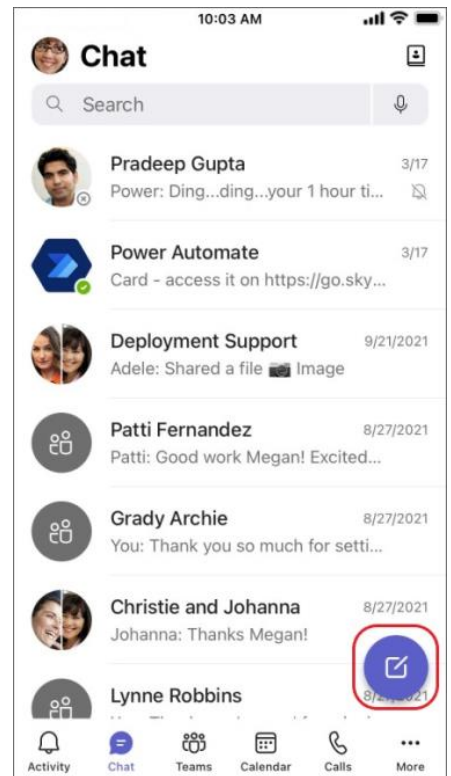 10:03 AM
Chat
Search
Pradeep Gupta 3/17
Power: Ding...ding...your 1 hour ti...
Power Automate 3/17
Card - access it on https://go.sky...
Deployment Support 9/21/2021
Adele: Shared a file 📷 Image
Patti Fernandez 8/27/2021
Patti: Good work Megan! Excited...
Grady Archie 8/27/2021
You: Thank you so much for setti...
Christie and Johanna 8/27/2021
Johanna: Thanks Megan!
Lynne Robbins
Activity Chat Teams Calendar Calls More